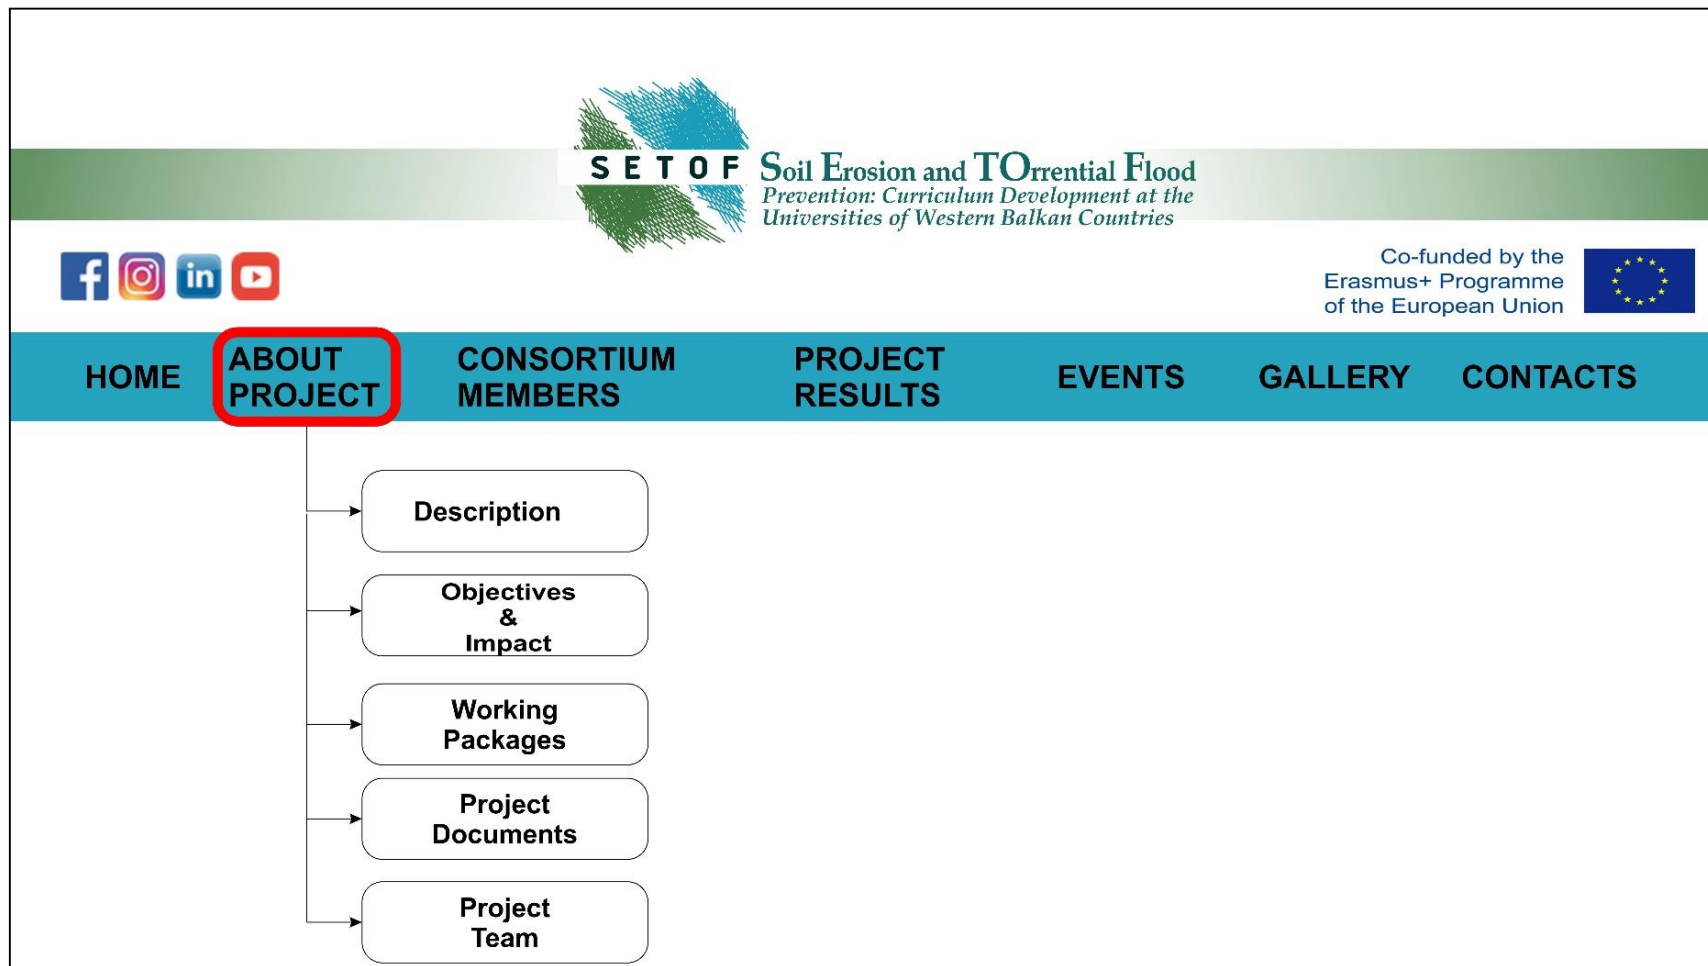 SETOF
Soil Erosion and TOrrential Flood
Prevention: Curriculum Development at the
Universities of Western Balkan Countries
f
in
Co-funded by the
Erasmus+ Programme
of the European Union
HOME
ABOUT
PROJECT
CONSORTIUM
MEMBERS
PROJECT
RESULTS
EVENTS
GALLERY
CONTACTS
Description
Objectives
&
Impact
Working
Packages
Project
Documents
Project
Team